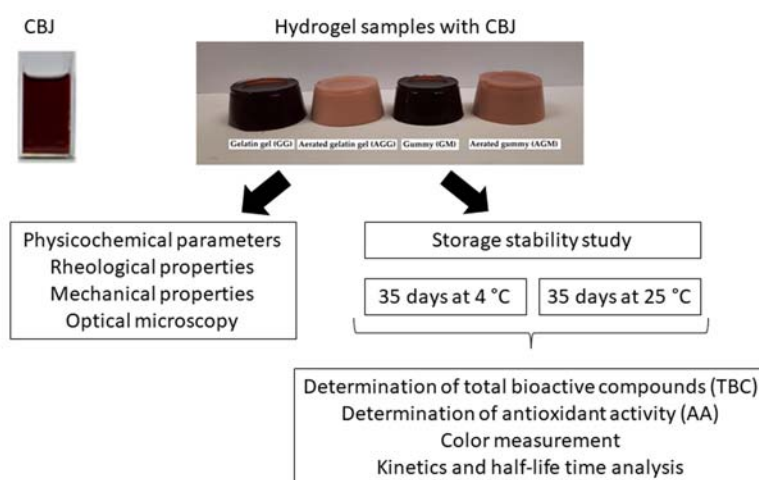 CBJ
Hydrogel samples with CBJ
Gelatin gel (GG) Aerated gelatin gel (AGG) Gummy (GM) Aerated gummy (AGM)
Physicochemical parameters
Rheological properties
Mechanical properties
Optical microscopy
Storage stability study
35 days at 4 °C
35 days at 25 °C
Determination of total bioactive compounds (TBC)
Determination of antioxidant activity (AA)
Color measurement
Kinetics and half-life time analysis